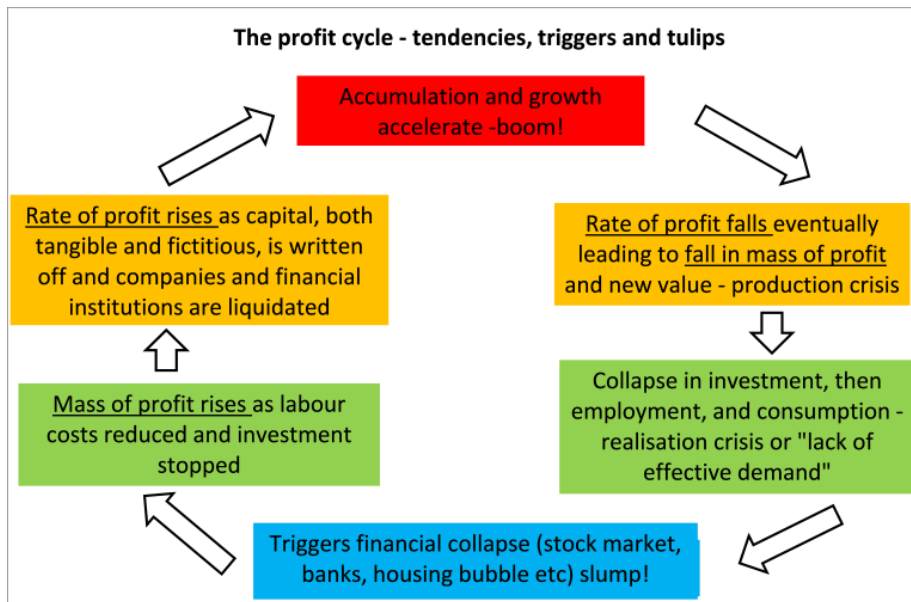 The profit cycle - tendencies, triggers and tulips
Accumulation and growth
accelerate -boom!
Rate of profit falls eventually
leading to fall in mass of profit
and new value - production crisis
Collapse in investment, then
employment, and consumption -
realisation crisis or "lack of
effective demand"
Triggers financial collapse (stock market,
banks, housing bubble etc) slump!
Mass of profit rises as labour
costs reduced and investment
stopped
Rate of profit rises as capital, both
tangible and fictitious, is written
off and companies and financial
institutions are liquidated